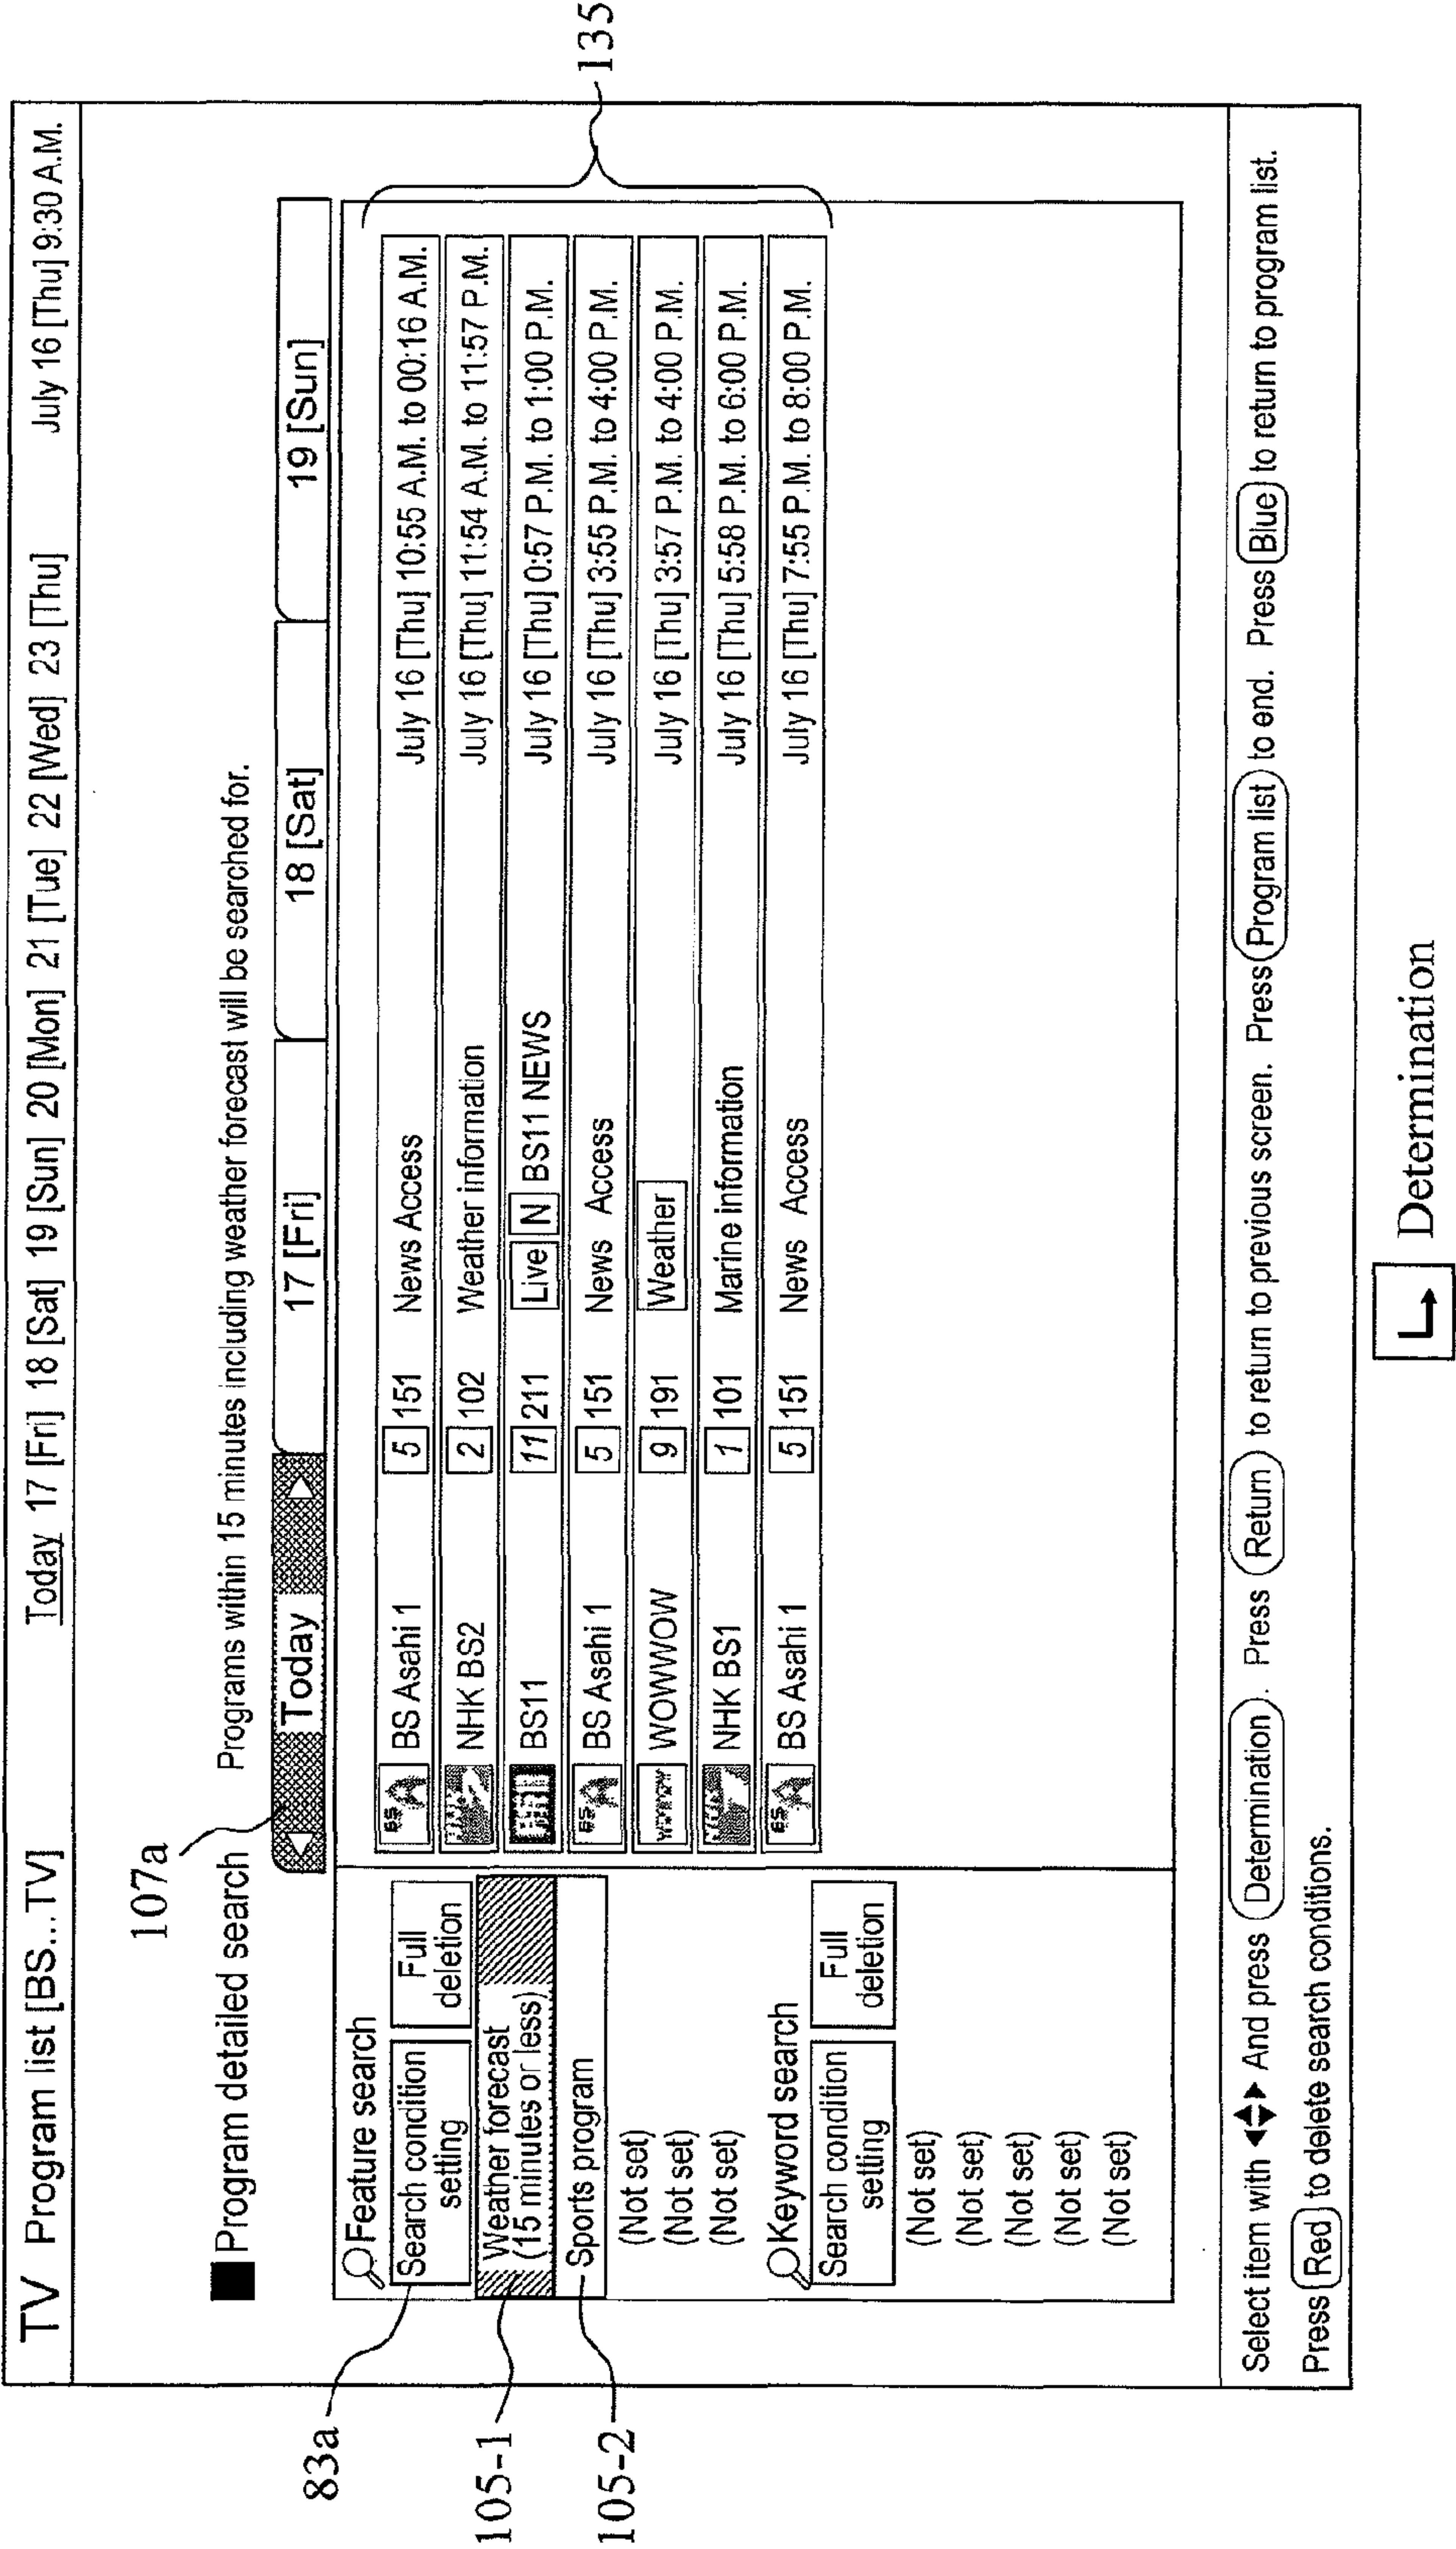 TV Program list [BS...TV] Today 17 [Fri] 18 [Sat] 19 [Sun] 20 [Mon] 21 [Tue] 22 [Wed] 23 [Thu] July 16 [Thu] 9:30 A.M.
107a
Program detailed search Programs within 15 minutes including weather forecast will be searched for.
Today 17 [Fri] 18 [Sat] 19 [Sun]
83a
Feature search
Search condition setting
Full deletion
105-1
Weather forecast
(15 minutes or less)
105-2
Sports program
(Not set)
(Not set)
(Not set)
Keyword search
Search condition setting
Full deletion
(Not set)
(Not set)
(Not set)
(Not set)
(Not set)
BS BS Asahi 1 5 151 News Access July 16 [Thu] 10:55 A.M. to 00:16 A.M.
NHK BS2 2 102 Weather information July 16 [Thu] 11:54 A.M. to 11:57 P.M.
BS11 11 211 Live N BS11 NEWS July 16 [Thu] 0:57 P.M. to 1:00 P.M.
BS BS Asahi 1 5 151 News Access July 16 [Thu] 3:55 P.M. to 4:00 P.M.
WOWWOW 9 191 Weather July 16 [Thu] 3:57 P.M. to 4:00 P.M.
NHK BS1 1 101 Marine information July 16 [Thu] 5:58 P.M. to 6:00 P.M.
BS BS Asahi 1 5 151 News Access July 16 [Thu] 7:55 P.M. to 8:00 P.M.
135
Select item with And press Determination. Press Return to return to previous screen. Press Program list to end. Press Blue to return to program list.
Press Red to delete search conditions.
Determination